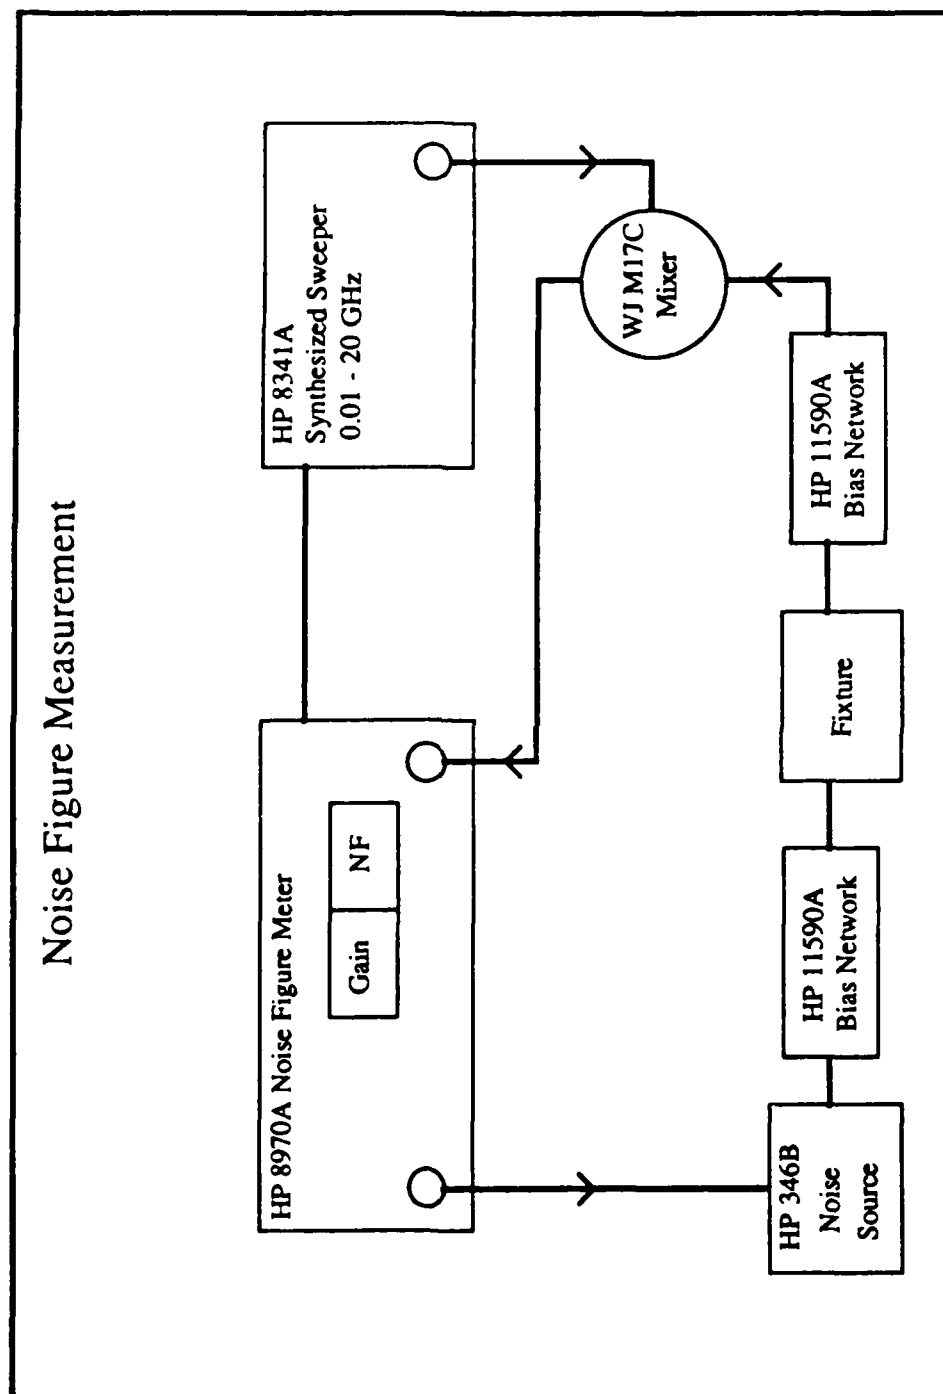 Noise Figure Measurement
HP 8970A Noise Figure Meter
Gain
NF
HP 8341A
Synthesized Sweeper
0.01 - 20 GHz
WJ M17C
Mixer
HP 346B
Noise
Source
HP 11590A
Bias Network
Fixture
HP 11590A
Bias Network